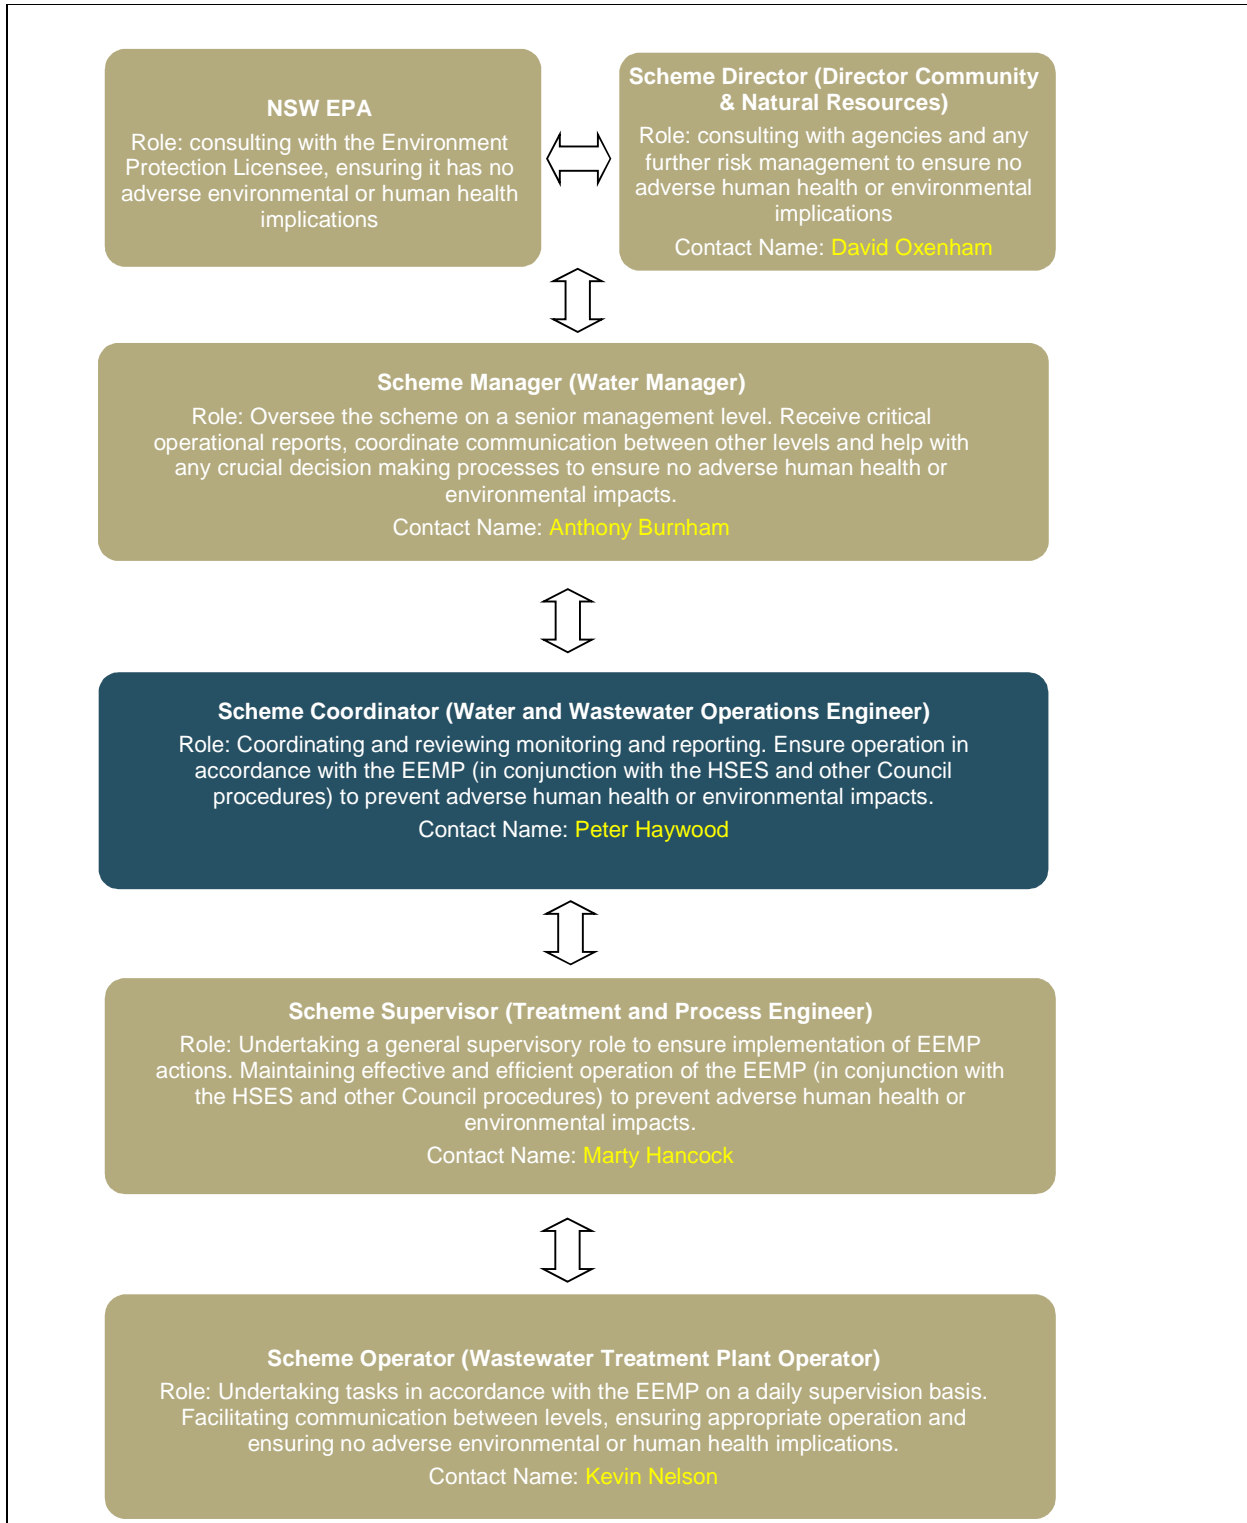 NSW EPA
Role: consulting with the Environment
Protection Licensee, ensuring it has no
adverse environmental or human health
implications
Scheme Director (Director Community
& Natural Resources)
Role: consulting with agencies and any
further risk management to ensure no
adverse human health or environmental
implications
Contact Name: David Oxenham
Scheme Manager (Water Manager)
Role: Oversee the scheme on a senior management level. Receive critical
operational reports, coordinate communication between other levels and help with
any crucial decision making processes to ensure no adverse human health or
environmental impacts.
Contact Name: Anthony Burnham
Scheme Coordinator (Water and Wastewater Operations Engineer)
Role: Coordinating and reviewing monitoring and reporting. Ensure operation in
accordance with the EEMP (in conjunction with the HSES and other Council
procedures) to prevent adverse human health or environmental impacts.
Contact Name: Peter Haywood
Scheme Supervisor (Treatment and Process Engineer)
Role: Undertaking a general supervisory role to ensure implementation of EEMP
actions. Maintaining effective and efficient operation of the EEMP (in conjunction with
the HSES and other Council procedures) to prevent adverse human health or
environmental impacts.
Contact Name: Marty Hancock
Scheme Operator (Wastewater Treatment Plant Operator)
Role: Undertaking tasks in accordance with the EEMP on a daily supervision basis.
Facilitating communication between levels, ensuring appropriate operation and
ensuring no adverse environmental or human health implications.
Contact Name: Kevin Nelson